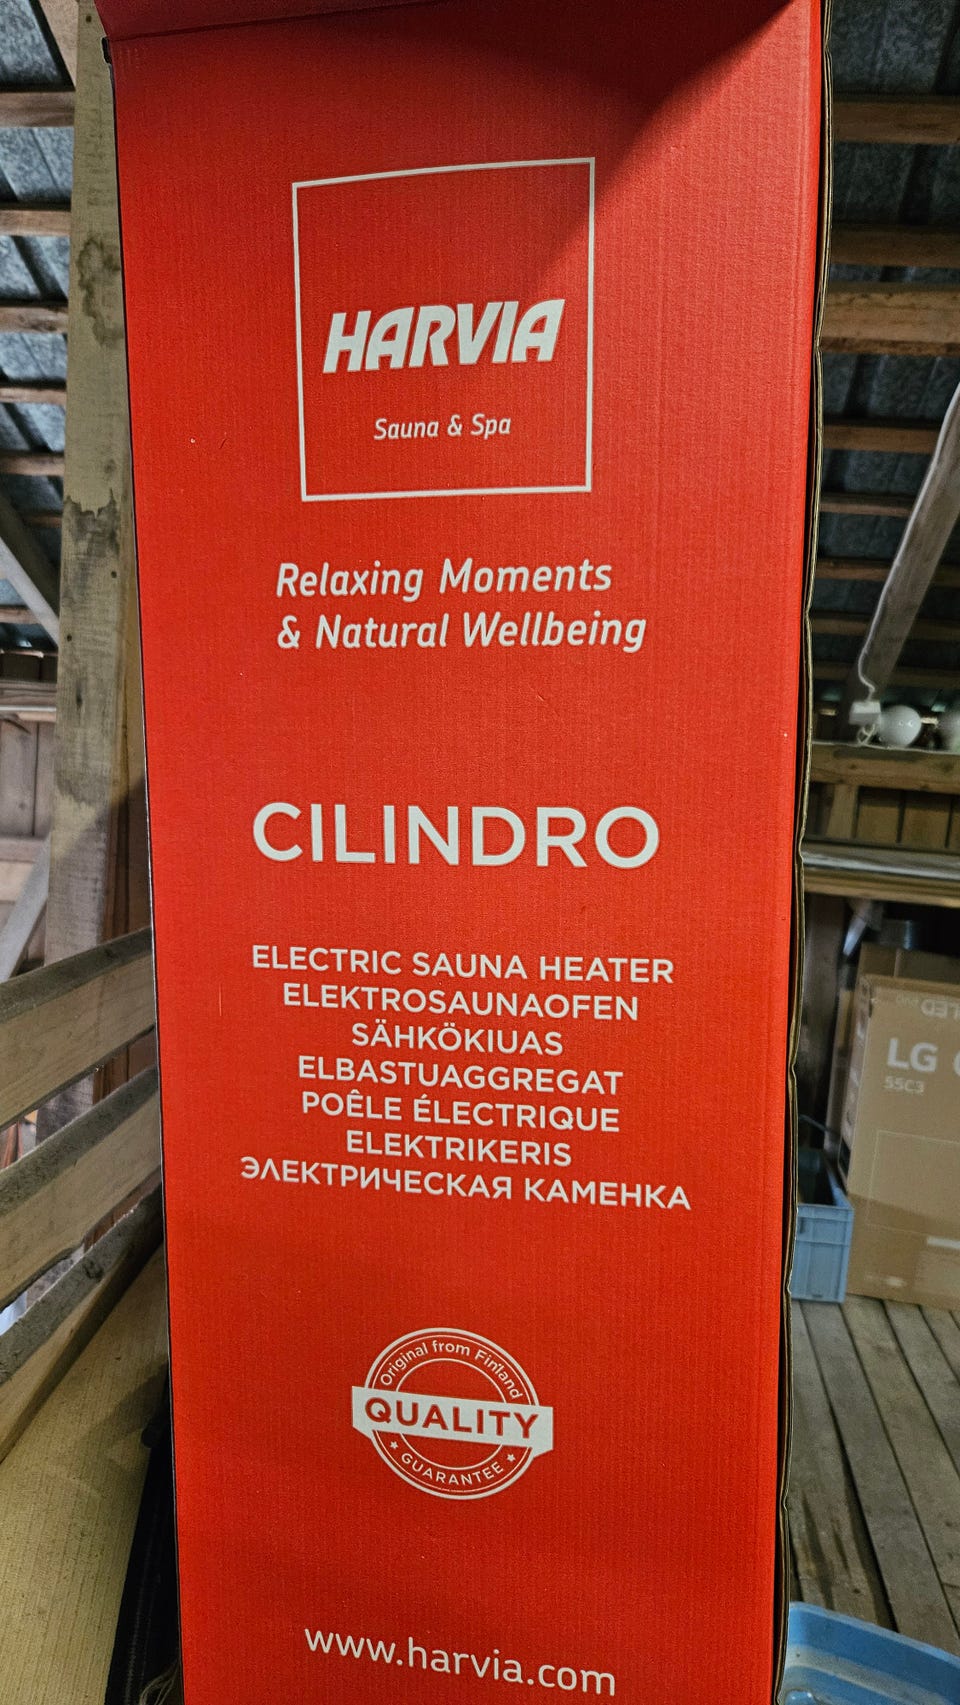 HARVIA
Sauna & Spa
Relaxing Moments
& Natural Wellbeing
CILINDRO
ELECTRIC SAUNA HEATER
ELEKTROSAUNAOFEN
SÄHKÖKIUAS
ELBASTUAGGREGAT
POÊLE ÉLECTRIQUE
ELEKTRIKERIS
ЭЛЕКТРИЧЕСКАЯ КАМЕНКА
Original from Finland
QUALITY
GUARANTEE
www.harvia.com
LG
55C3